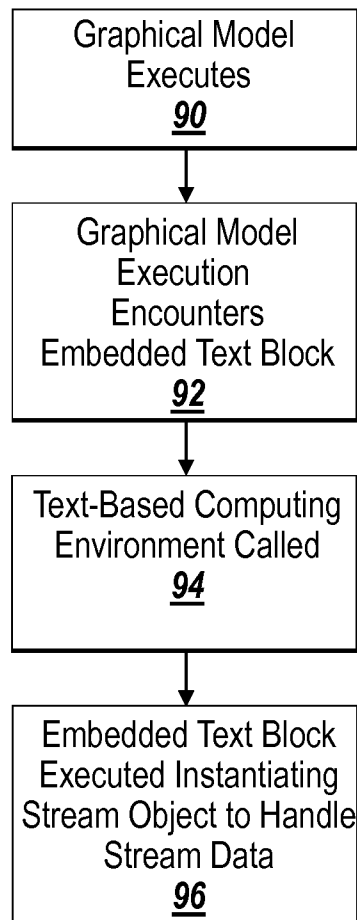 Graphical Model
Executes
90
Graphical Model
Execution
Encounters
Embedded Text Block
92
Text-Based Computing
Environment Called
94
Embedded Text Block
Executed Instantiating
Stream Object to Handle
Stream Data
96